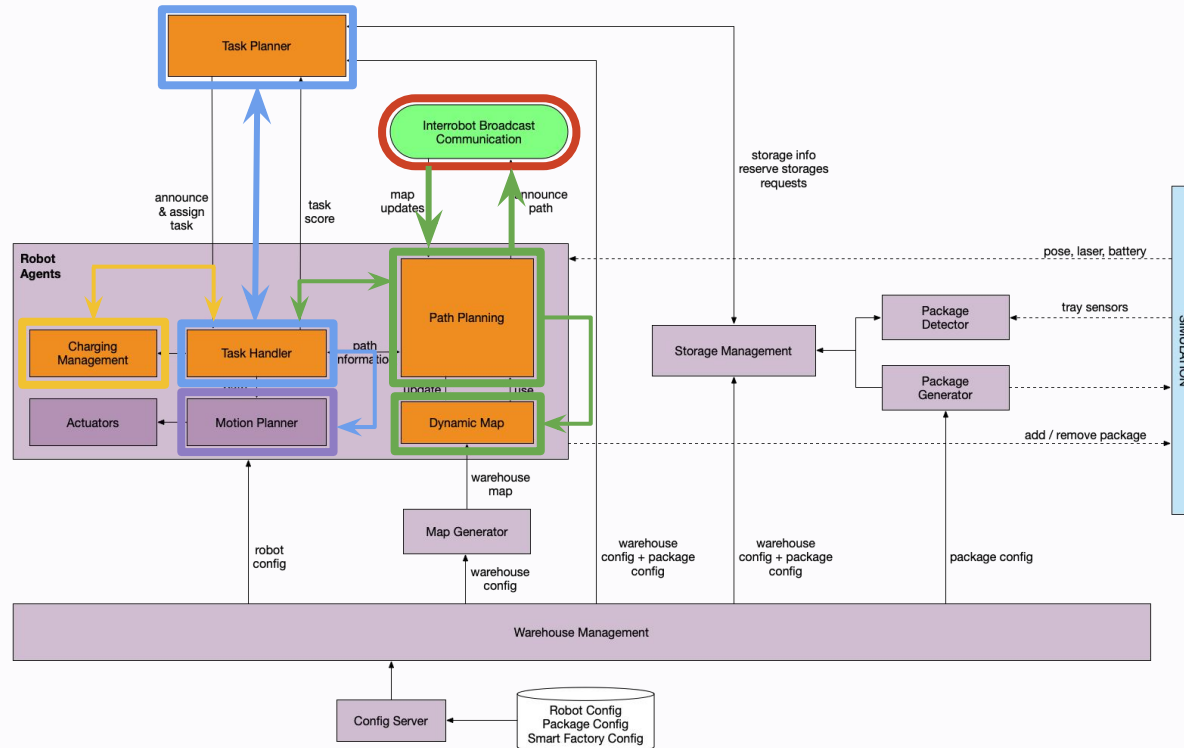 Task Planner
Interrobot Broadcast
Communication
storage info
reserve storages
requests
announce
& assign
task
task
score
map
updates
announce
path
Robot
Agents
pose, laser, battery
Path Planning
Package
Detector
tray sensors
SIMULATION
Charging
Management
Task Handler
path
information
Storage Management
Package
Generator
update
use
Actuators
Motion Planner
Dynamic Map
add / remove package
warehouse
map
Map Generator
robot
config
warehouse
config
warehouse
config + package
config
warehouse
config + package
config
package config
Warehouse Management
Config Server
Robot Config
Package Config
Smart Factory Config